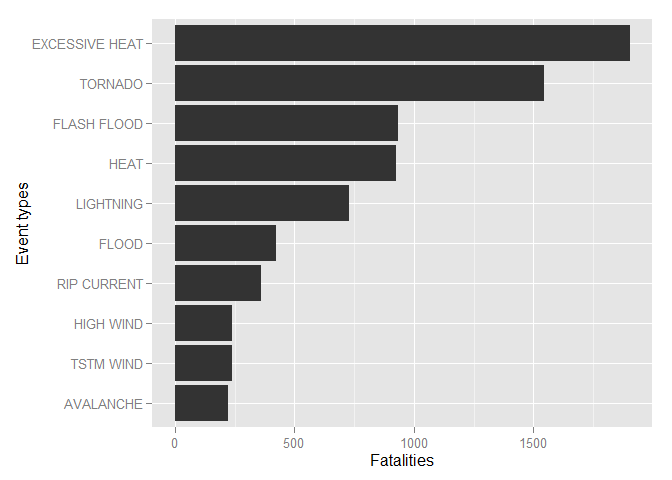 EXCESSIVE HEAT
TORNADO
FLASH FLOOD
HEAT
LIGHTNING
FLOOD
RIP CURRENT
HIGH WIND
TSTM WIND
AVALANCHE
Event types
0 500 1000 1500
Fatalities